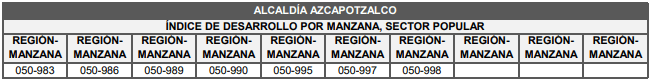 ALCALDÍA AZCAPOTZALCO
ÍNDICE DE DESARROLLO POR MANZANA, SECTOR POPULAR
REGIÓN- REGIÓN- REGIÓN- REGIÓN- REGIÓN- REGIÓN- REGIÓN- REGIÓN- REGIÓN- REGIÓN-
MANZANA MANZANA MANZANA MANZANA MANZANA MANZANA MANZANA MANZANA MANZANA MANZANA
050-983 050-986 050-989 050-990 050-995 050-997 050-998